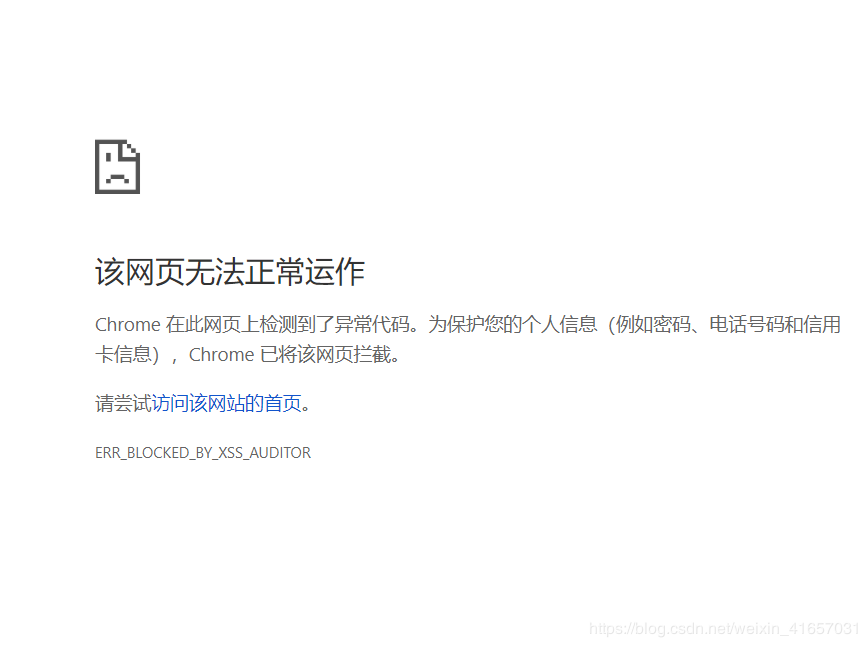 该网页无法正常运作
Chrome 在此网页上检测到了异常代码。为保护您的个人信息（例如密码、电话号码和信用
卡信息），Chrome 已将该网页拦截。
请尝试访问该网站的首页。
ERR_BLOCKED_BY_XSS_AUDITOR
https://blog.csdn.net/weixin_41657031